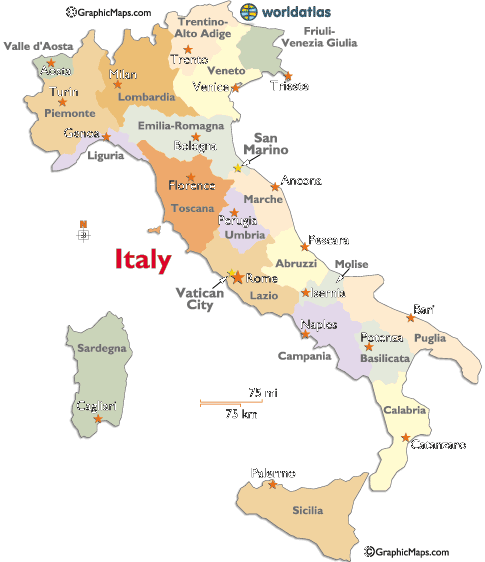 ©GraphicMaps.com
worldatlas
Trentino-
Alto Adige
Friuli-
Venezia Giulia
Valle d'Aosta
Aosta
Trento
Veneto
Milan
Turin
Venice
Trieste
Lombardia
Piemonte
Emilia-Romagna
Genoa
Bologna
San
Marino
Liguria
Florence
Ancona
Marche
Toscana
Perugia
Umbria
Pescara
Italy
Abruzzi
Molise
Rome
Vatican
City
Lazio
Isernia
Bari
Naples
Puglia
Potenza
Sardegna
Campania
Basilicata
75 mi
75 km
Cagliari
Calabria
Catanzaro
Palermo
Sicilia
©GraphicMaps.com